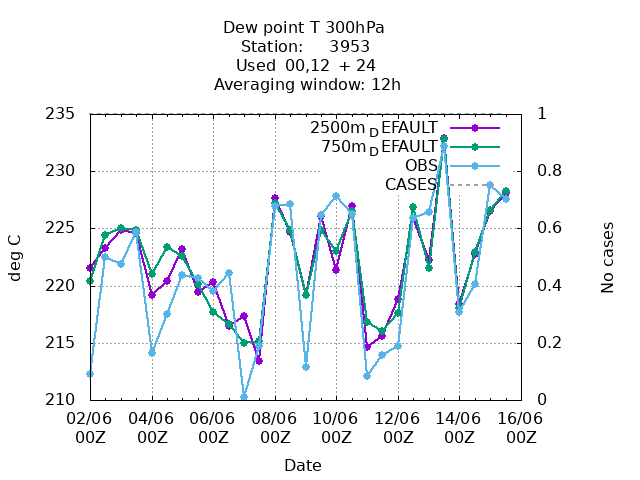 Dew point T 300hPa
Station: 3953
Used 00,12 + 24
Averaging window: 12h
235 1
2500m DEFAULT
750m DEFAULT
OBS
CASES
230 0.8
225 0.6
deg C
No cases
220 0.4
215 0.2
210 0
02/06 04/06 06/06 08/06 10/06 12/06 14/06 16/06
00Z 00Z 00Z 00Z 00Z 00Z 00Z 00Z
Date